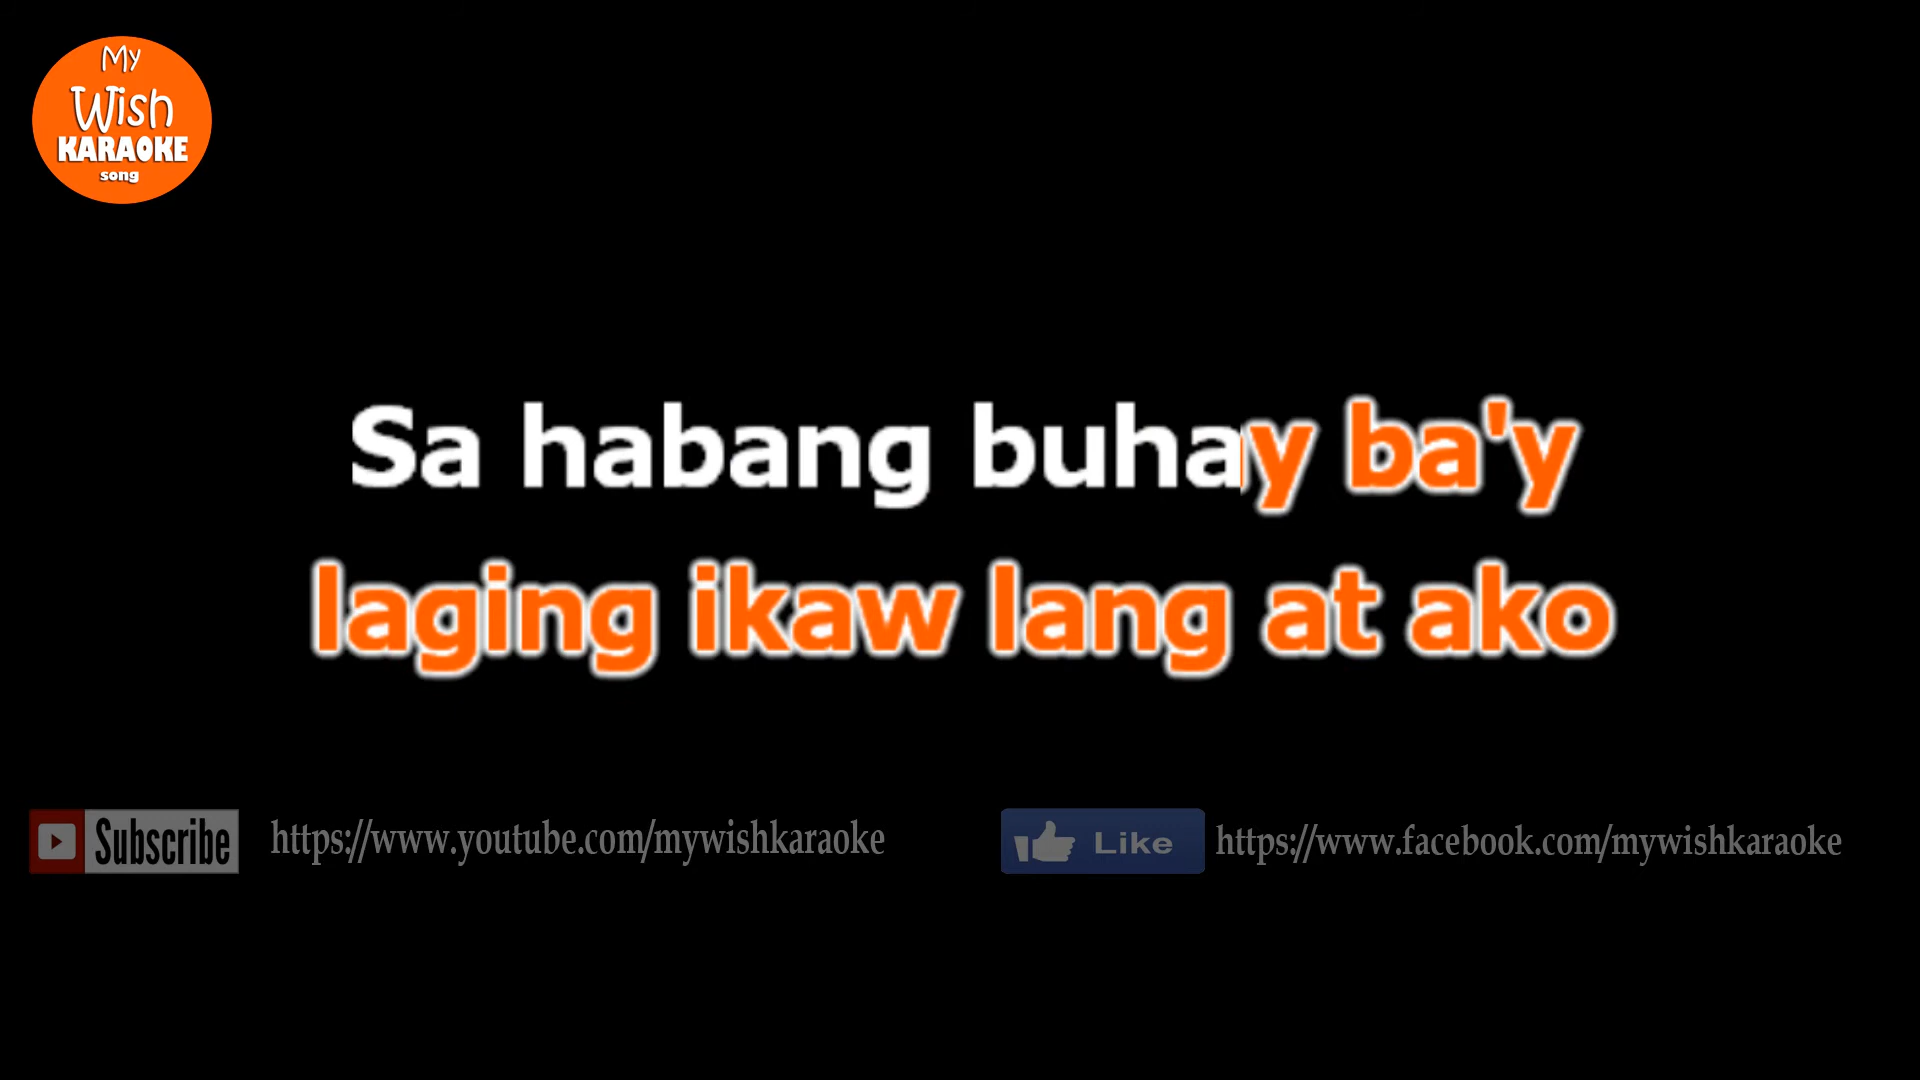 My
Wish
KARAOKE
song
Sa habang buhay ba'y
laging ikaw lang at ako
Subscribe https://www.youtube.com/mywishkaraoke Like https://www.facebook.com/mywishkaraoke